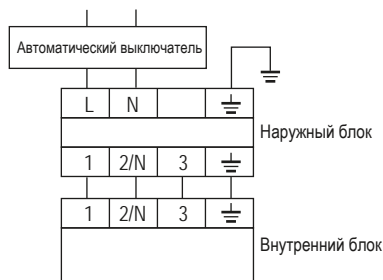 Автоматический выключатель
L N
Наружный блок
1 2/N 3
1 2/N 3
Внутренний блок